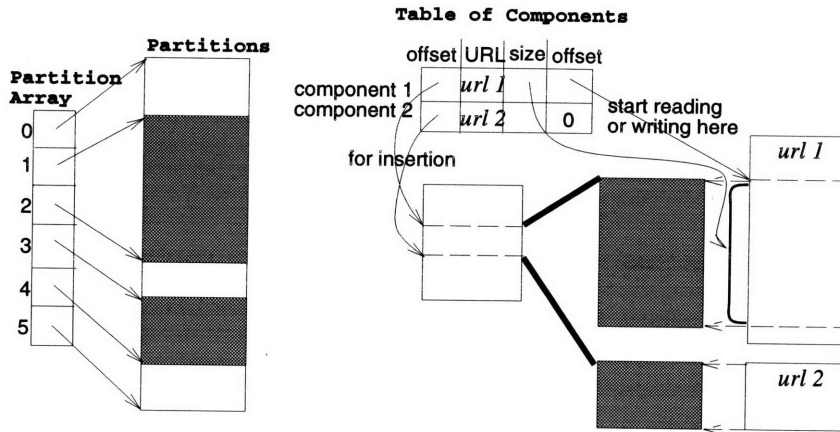 Table of Components
Partitions
offset URL size offset
Partition
Array
component 1 url 1
component 2 url 2 0
start reading
or writing here
for insertion
0
1
2
3
4
5
url 1
url 2